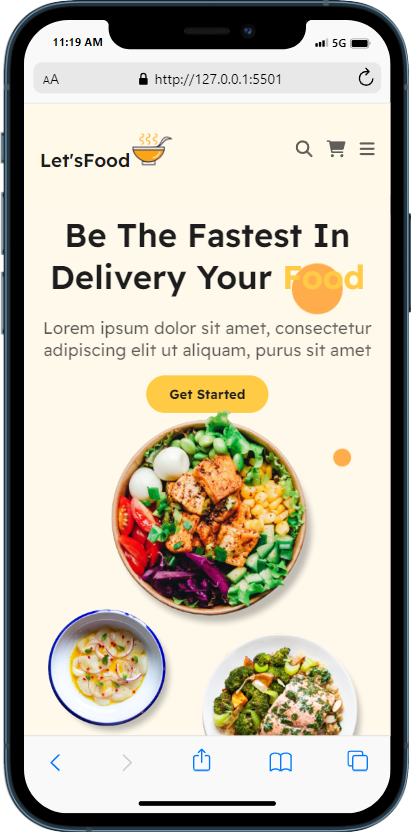 11:19 AM
5G
AA
http://127.0.0.1:5501
Let'sFood
Be The Fastest In
Delivery Your Food
Lorem ipsum dolor sit amet, consectetur
adipiscing elit ut aliquam, purus sit amet
Get Started